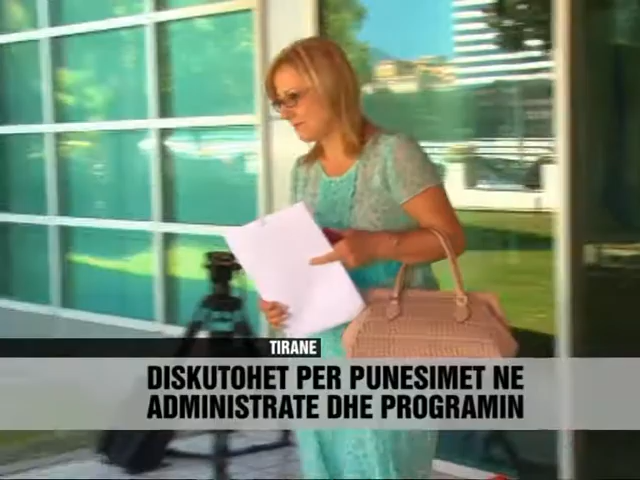 TIRANE
DISKUTOHET PER PUNESIMET NE
ADMINISTRATE DHE PROGRAMIN